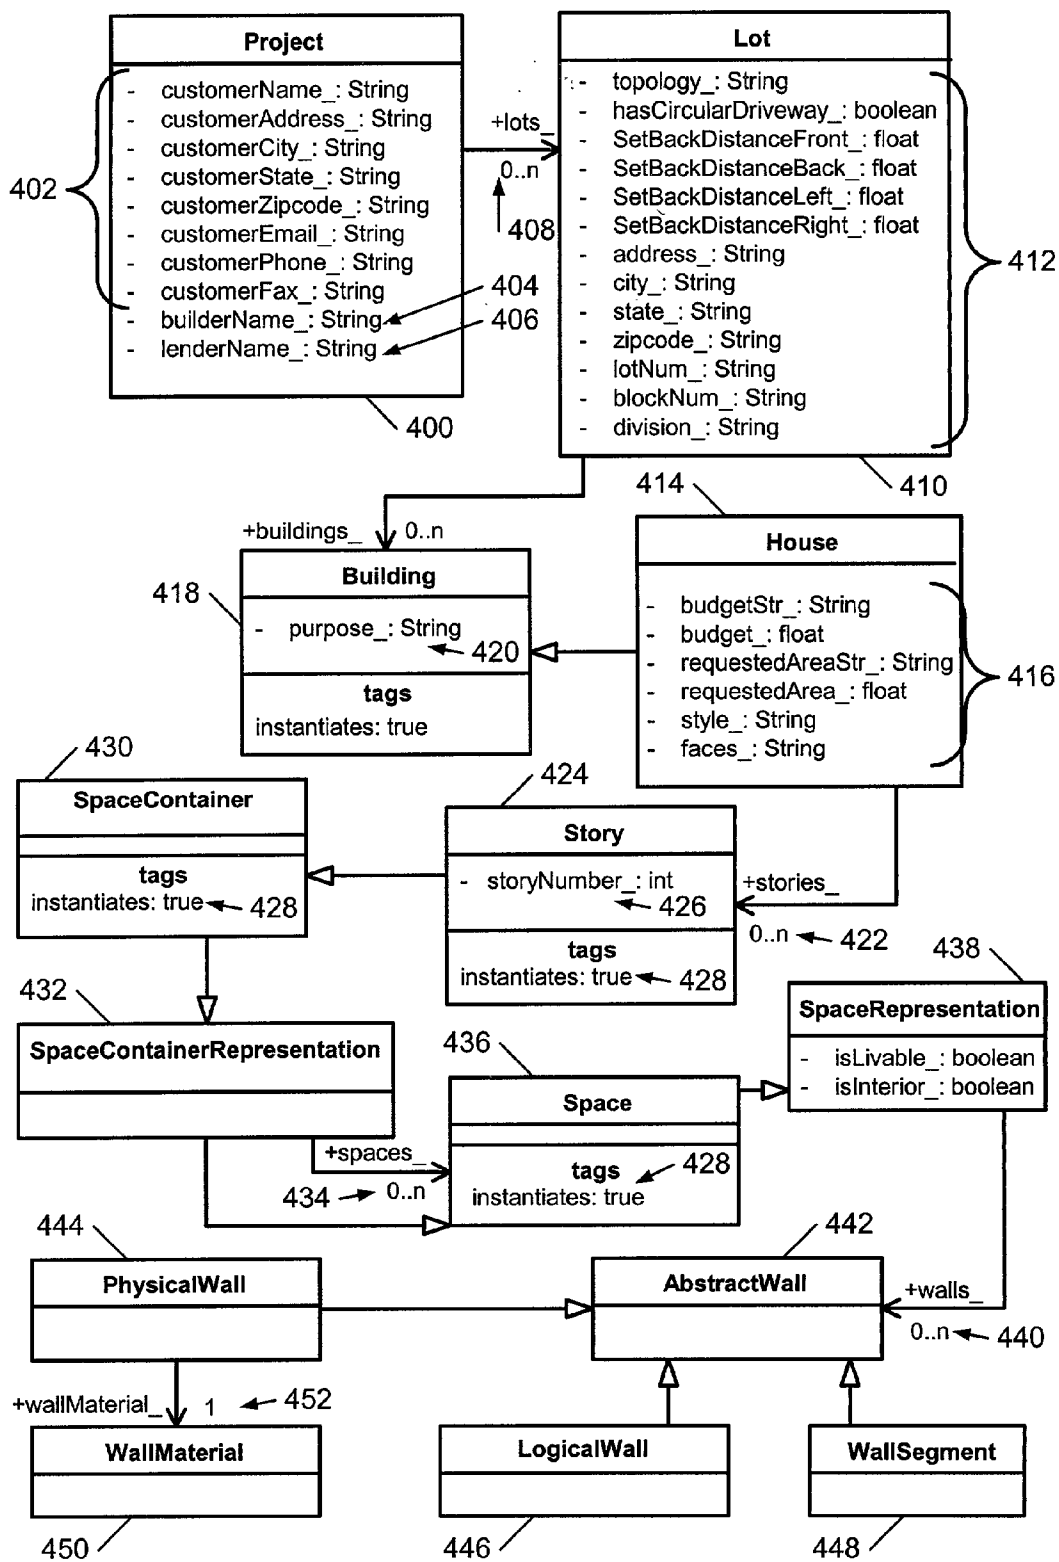 Project
- customerName_: String
- customerAddress_: String
- customerCity_: String
- customerState_: String
- customerZipcode_: String
- customerEmail_: String
- customerPhone_: String
- customerFax_: String
- builderName_: String
- lenderName_: String
402
404
406
400
+lots_
0..n
408
Lot
- topology_: String
- hasCircularDriveway_: boolean
- SetBackDistanceFront_: float
- SetBackDistanceBack_: float
- SetBackDistanceLeft_: float
- SetBackDistanceRight_: float
- address_: String
- city_: String
- state_: String
- zipcode_: String
- lotNum_: String
- blockNum_: String
- division_: String
412
410
+buildings_ 0..n
418
Building
- purpose_: String
420
tags
instantiates: true
414
House
- budgetStr_: String
- budget_: float
- requestedAreaStr_: String
- requestedArea_: float
- style_: String
- faces_: String
416
430
SpaceContainer
tags
instantiates: true 428
424
Story
- storyNumber_: int
426
tags
instantiates: true 428
+stories_
0..n 422
432
SpaceContainerRepresentation
438
SpaceRepresentation
- isLivable_: boolean
- isInterior_: boolean
436
Space
tags 428
instantiates: true
+spaces_
434 0..n
444
PhysicalWall
442
AbstractWall
+walls_
0..n 440
+wallMaterial_ 1 452
WallMaterial
450
LogicalWall
446
WallSegment
448